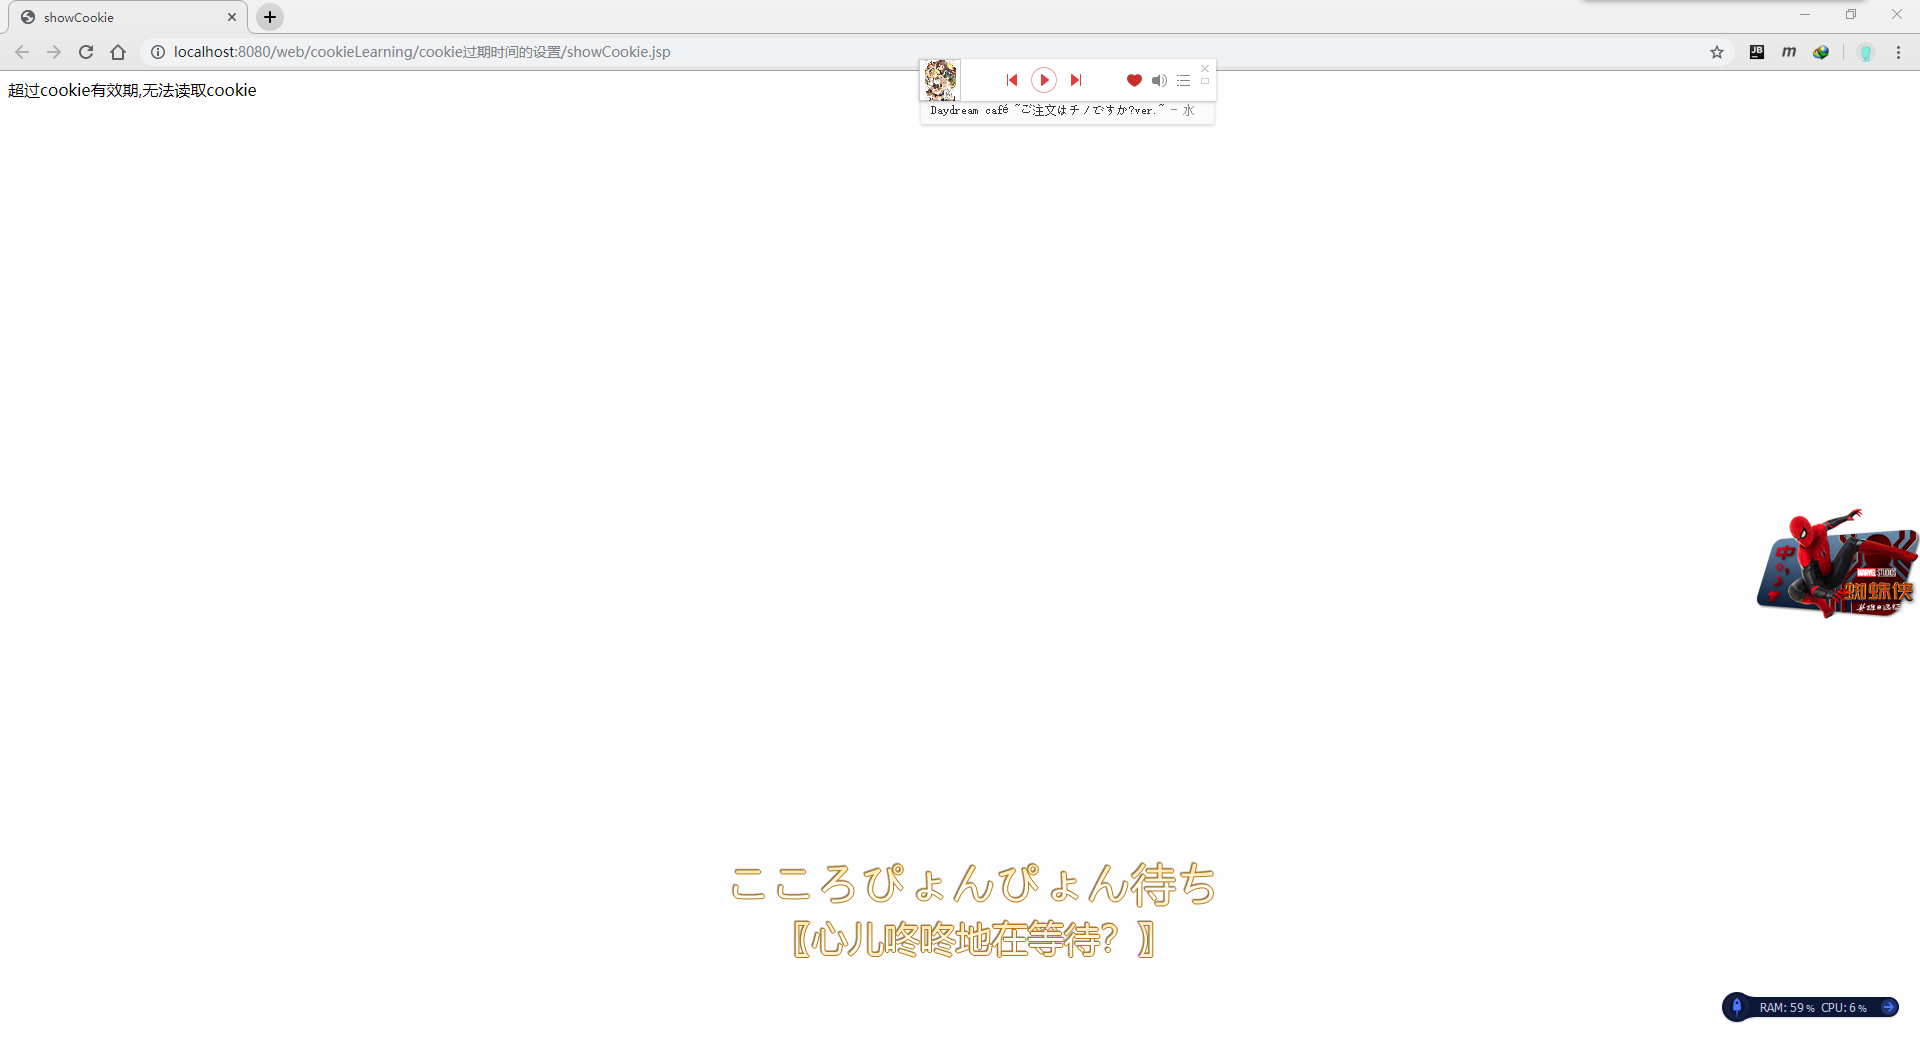 showCookie
localhost:8080/web/cookieLearning/cookie过期时间的设置/showCookie.jsp
JB
m
超过cookie有效期,无法读取cookie
Daydream café ~ご注文はチノですか?ver.~ - 水
中
MARVEL STUDIOS
蜘蛛侠
こころぴょんぴょん待ち
〖心儿咚咚地在等待？〗
RAM: 59% CPU: 6%